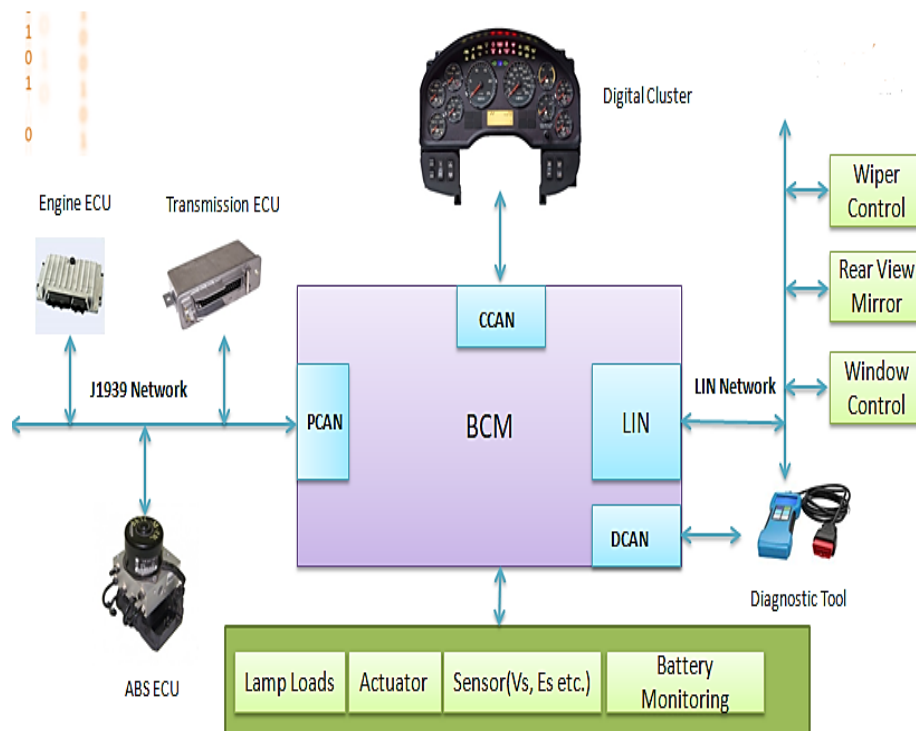 1
0
1
0
Digital Cluster
Engine ECU
Transmission ECU
Wiper
Control
Rear View
Mirror
Window
Control
CCAN
J1939 Network
PCAN
BCM
LIN
LIN Network
DCAN
Diagnostic Tool
ABS ECU
Lamp Loads
Actuator
Sensor(Vs, Es etc.)
Battery
Monitoring